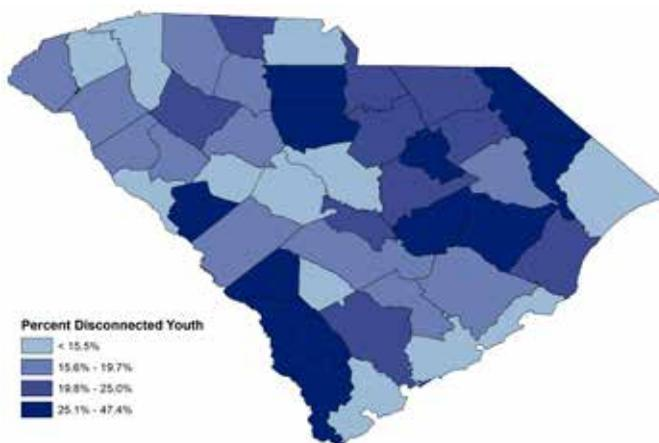 Percent Disconnected Youth
< 15.5%
15.6% - 19.7%
19.8% - 25.0%
25.1% - 47.4%